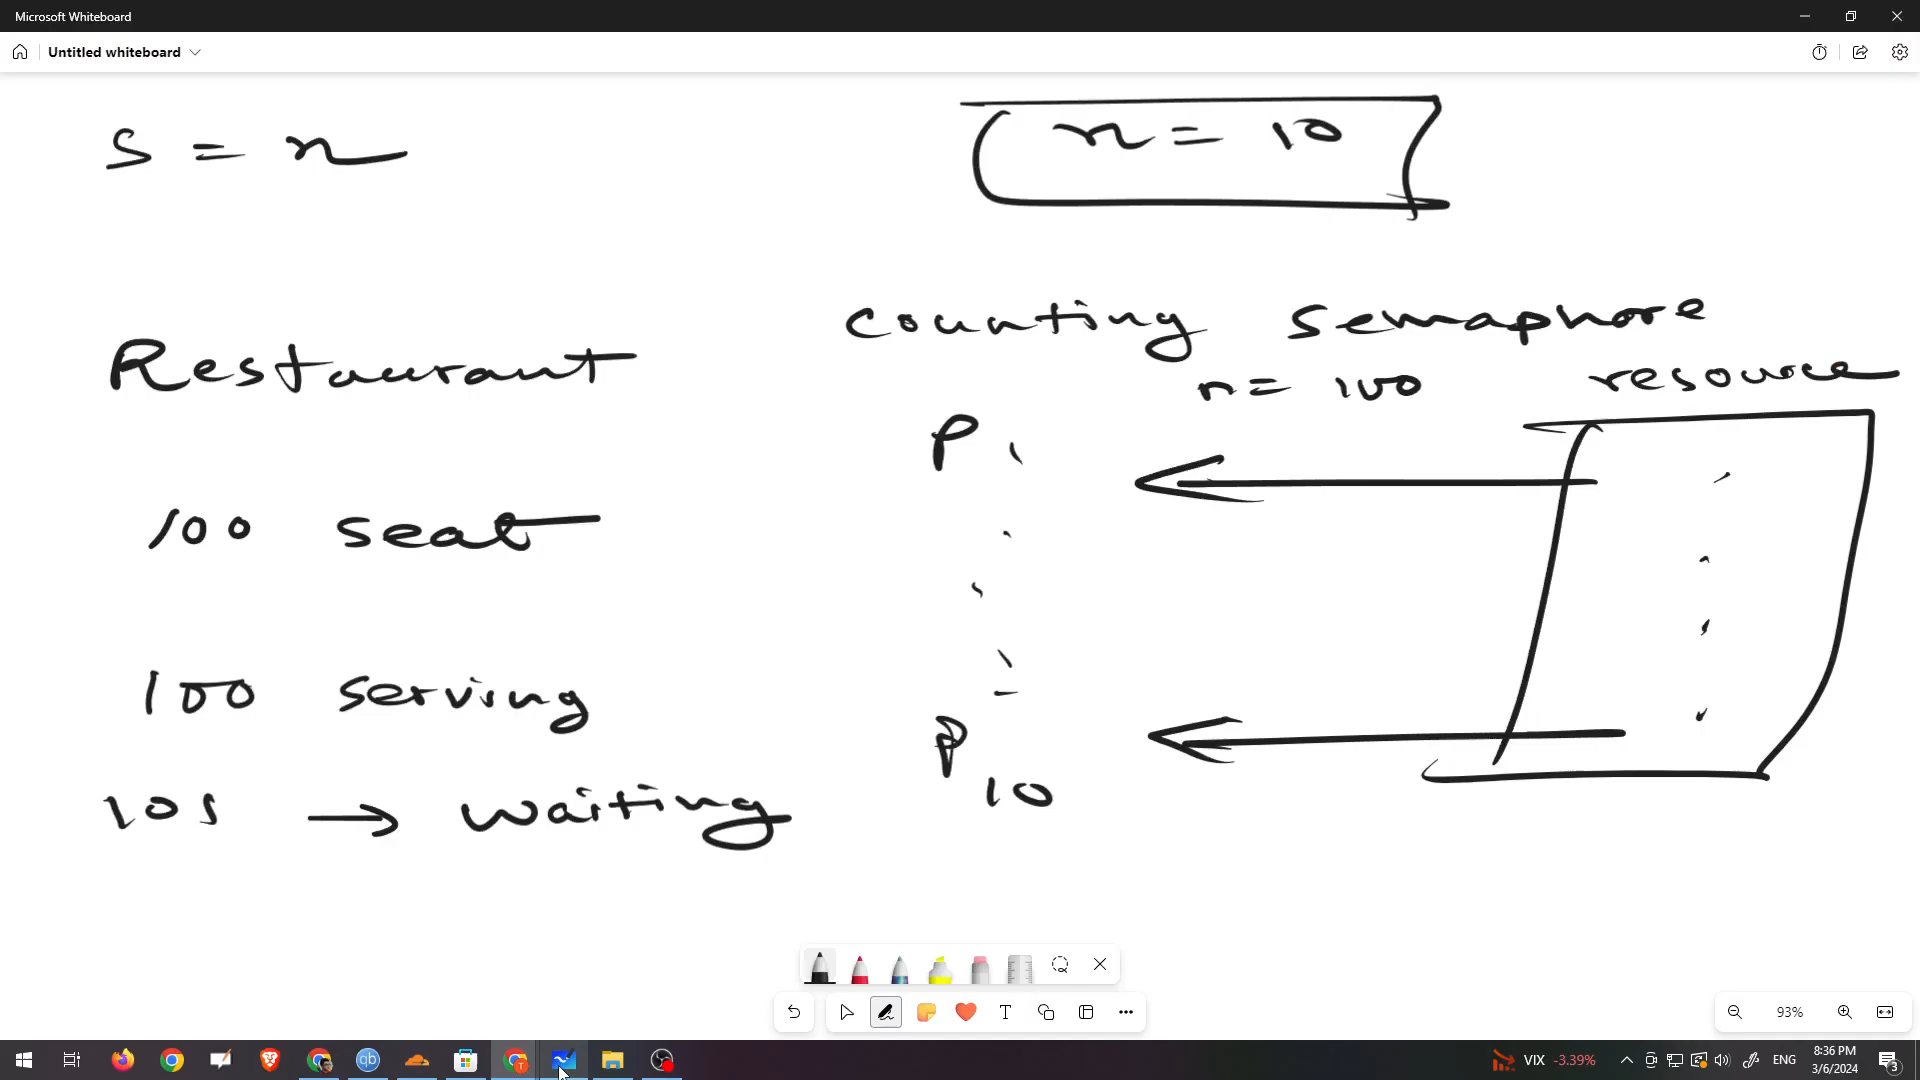 Microsoft Whiteboard
Untitled whiteboard
s = n
n = 10
Counting Semaphore
Restaurant
n = 100
resource
P1
100 seat
100 serving
P10
101 → waiting
93%
VIX -3.39%
ENG
8:36 PM
3/6/2024
3